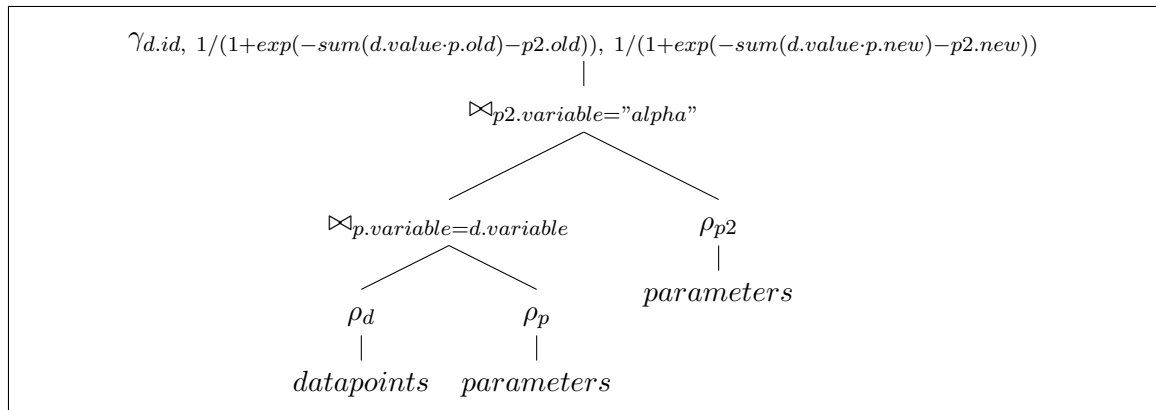 γd.id, 1/(1+exp(−sum(d.value·p.old)−p2.old)), 1/(1+exp(−sum(d.value·p.new)−p2.new))
⋈p2.variable=”alpha”
⋈p.variable=d.variable ρp2
parameters
ρd ρp
datapoints parameters